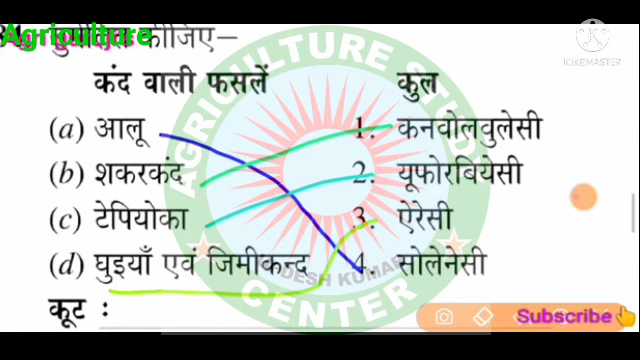 Agriculture
सुमेलित कीजिए–
KINEMASTER
कंद वाली फसलें कुल
(a) आलू 1. कनवोलवुलेसी
(b) शकरकंद 2. यूफोरबियेसी
(c) टेपियोका 3. ऐरेसी
(d) घुइयाँ एवं जिमीकन्द 4. सोलेनेसी
कूट :
AGRICULTURE STUDY
CENTER
Subscribe